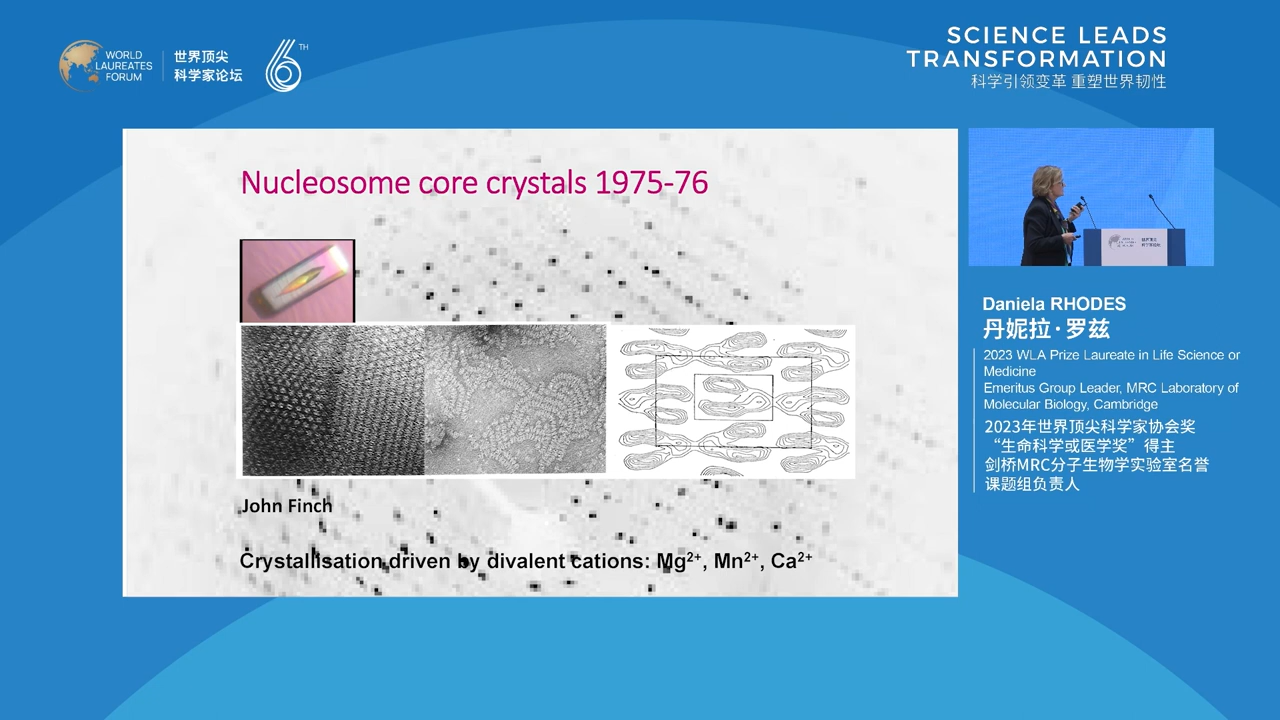 WORLD
LAUREATES
FORUM
世界顶尖
科学家论坛
6TH
SCIENCE LEADS
TRANSFORMATION
科学引领变革 重塑世界韧性
Nucleosome core crystals 1975-76
John Finch
Crystallisation driven by divalent cations: Mg²⁺, Mn²⁺, Ca²⁺
Daniela RHODES
丹妮拉·罗兹
2023 WLA Prize Laureate in Life Science or
Medicine
Emeritus Group Leader, MRC Laboratory of
Molecular Biology, Cambridge
2023年世界顶尖科学家协会奖
“生命科学或医学奖”得主
剑桥MRC分子生物学实验室名誉
课题组负责人